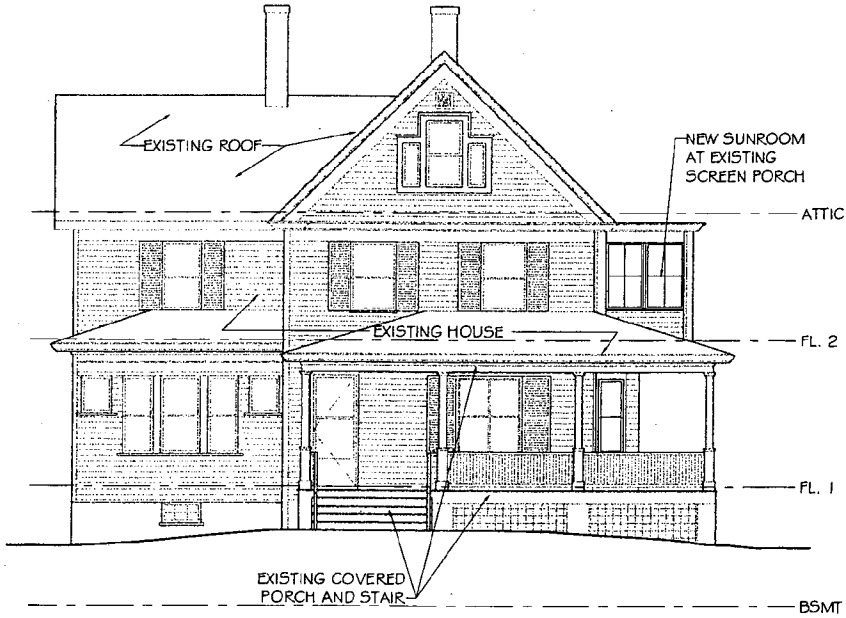 EXISTING ROOF
NEW SUNROOM
AT EXISTING
SCREEN PORCH
ATTIC
EXISTING HOUSE
FL. 2
FL. 1
EXISTING COVERED
PORCH AND STAIR
BSMT